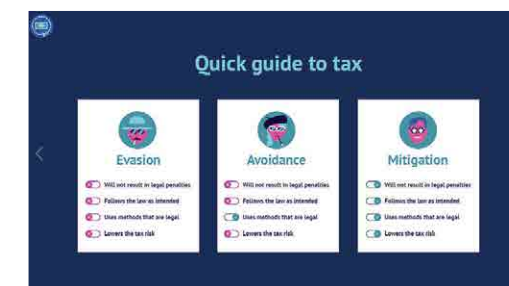 Quick guide to tax
Evasion
Will not result in legal penalties
Follows the law as intended
Uses methods that are legal
Lowers the tax risk
Avoidance
Will not result in legal penalties
Follows the law as intended
Uses methods that are legal
Lowers the tax risk
Mitigation
Will not result in legal penalties
Follows the law as intended
Uses methods that are legal
Lowers the tax risk